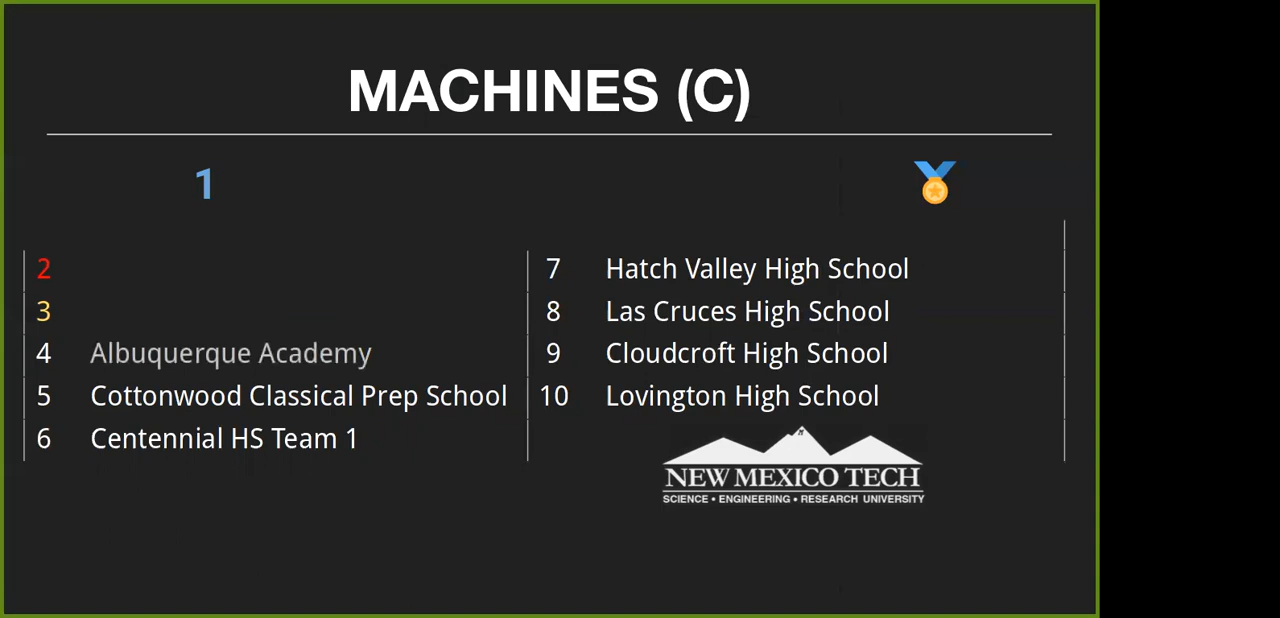 MACHINES (C)
1
2
3
4 Albuquerque Academy
5 Cottonwood Classical Prep School
6 Centennial HS Team 1
7 Hatch Valley High School
8 Las Cruces High School
9 Cloudcroft High School
10 Lovington High School
NEW MEXICO TECH
SCIENCE • ENGINEERING • RESEARCH UNIVERSITY